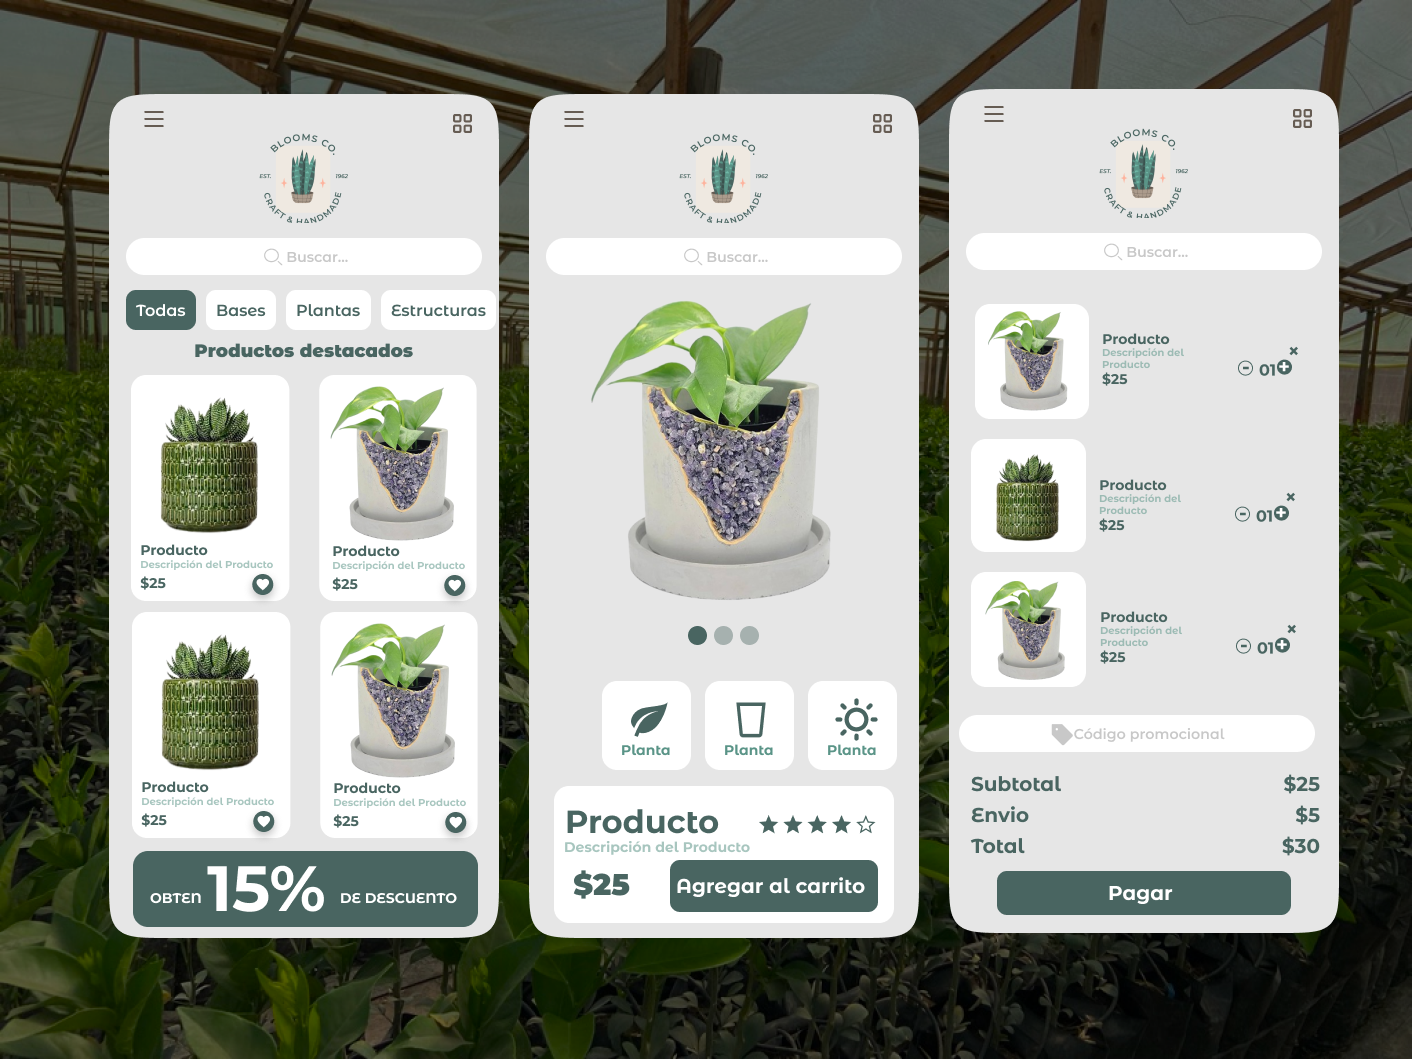 BLOOMS CO.
EST. 1962
CRAFT & HANDMADE
Buscar...
Todas Bases Plantas Estructuras
Productos destacados
Producto
Descripción del Producto
$25
Producto
Descripción del Producto
$25
Producto
Descripción del Producto
$25
Producto
Descripción del Producto
$25
OBTEN 15% DE DESCUENTO
BLOOMS CO.
EST. 1962
CRAFT & HANDMADE
Buscar...
Planta Planta Planta
Producto
Descripción del Producto
$25 Agregar al carrito
BLOOMS CO.
EST. 1962
CRAFT & HANDMADE
Buscar...
Producto
Descripción del
Producto
$25
01
Producto
Descripción del
Producto
$25
01
Producto
Descripción del
Producto
$25
01
Código promocional
Subtotal $25
Envio $5
Total $30
Pagar